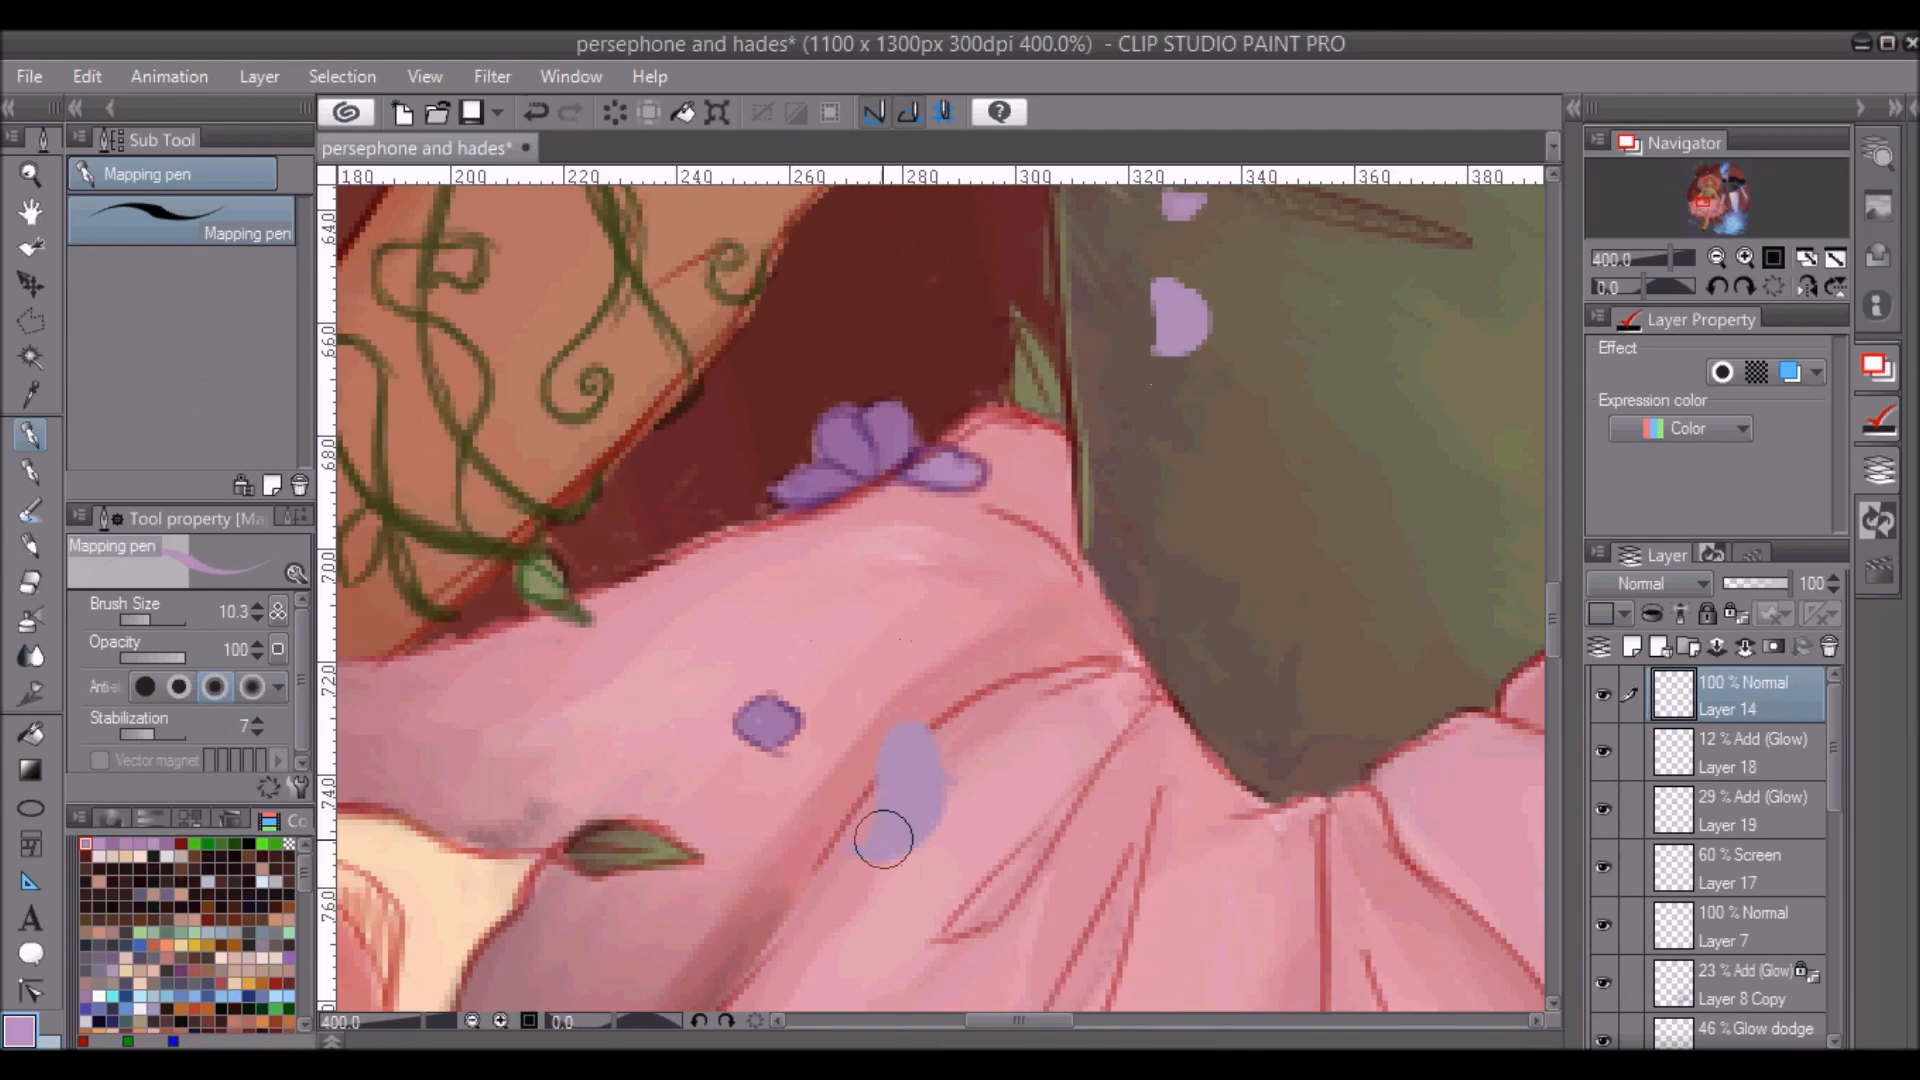 persephone and hades* (1100 x 1300px 300dpi 400.0%)  - CLIP STUDIO PAINT PRO
File Edit Animation Layer Selection View Filter Window Help
Sub Tool
persephone and hades*
Mapping pen
Mapping pen
180 200 220 240 260 280 300 320 340 360 380
640
660
680
700
720
740
760
Tool property [Ma
Mapping pen
Brush Size 10.3
Opacity 100
Anti-al
Stabilization 7
Vector magnet
Co
400.0 0.0
Navigator
400.0
0.0
Layer Property
Effect
Expression color
Color
Layer
Normal 100
100 % Normal
Layer 14
12 % Add (Glow)
Layer 18
29 % Add (Glow)
Layer 19
60 % Screen
Layer 17
100 % Normal
Layer 7
23 % Add (Glow)
Layer 8 Copy
46 % Glow dodge